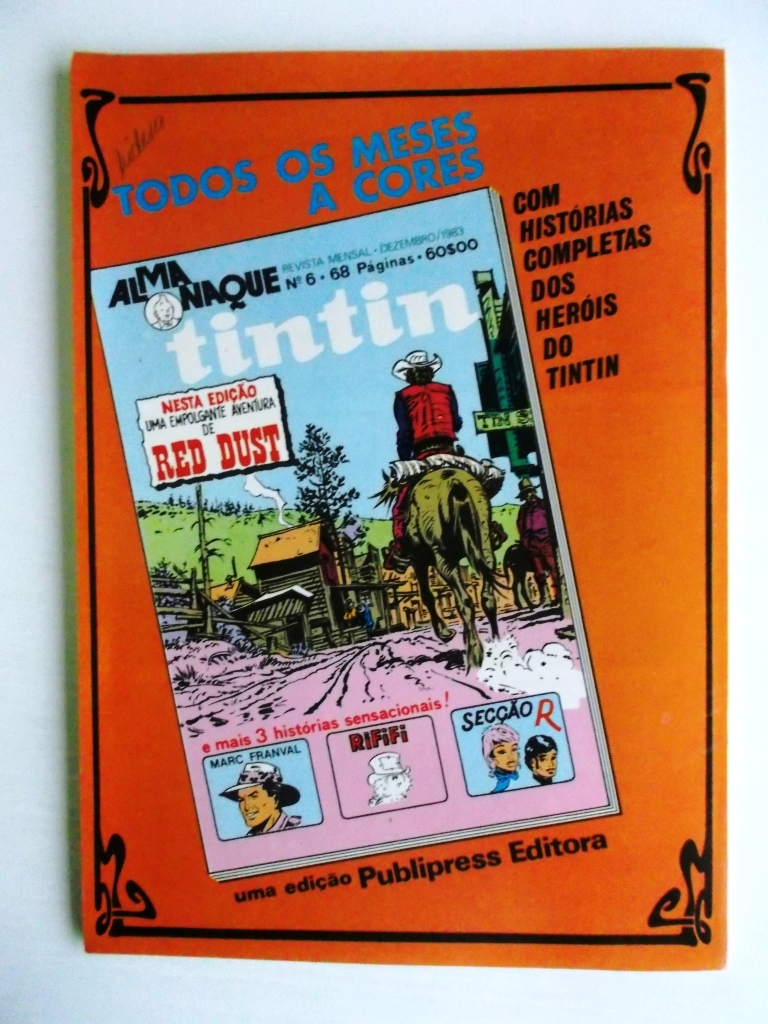 TODOS OS MESES
A CORES
COM
HISTÓRIAS
COMPLETAS
DOS
HERÓIS
DO
TINTIN
ALMANAQUE
REVISTA MENSAL · DEZEMBRO/1983
Nº 6 · 68 Páginas · 60$00
tintin
NESTA EDIÇÃO
UMA EMPOLGANTE AVENTURA
DE
RED DUST
e mais 3 histórias sensacionais!
MARC FRANVAL
RiFiFi
SECÇÃO R
uma edição Publipress Editora